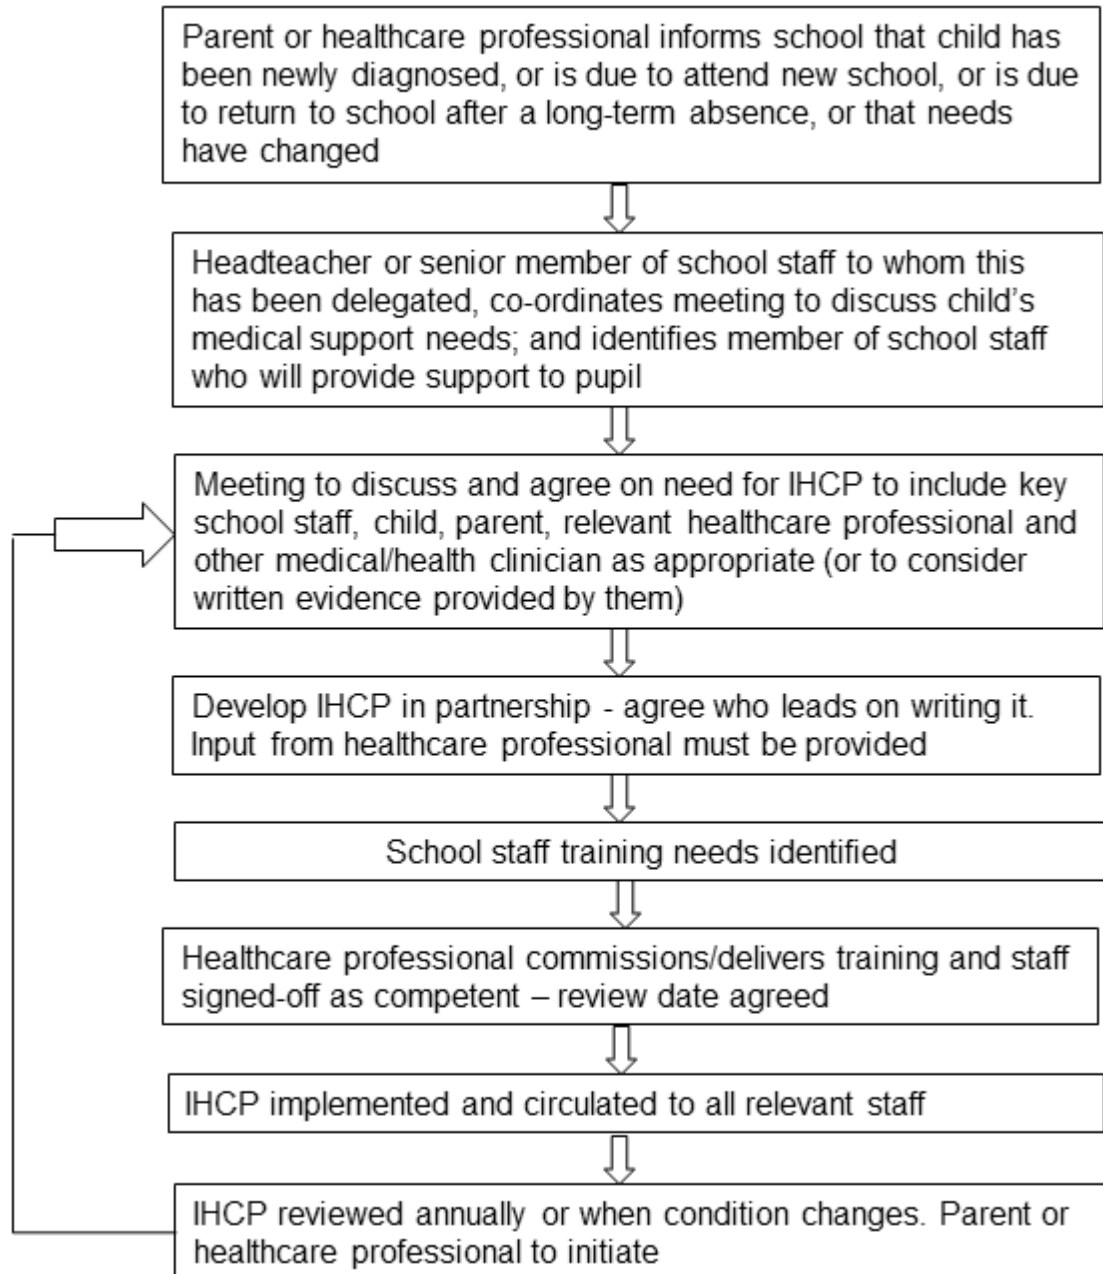 Parent or healthcare professional informs school that child has
been newly diagnosed, or is due to attend new school, or is due
to return to school after a long-term absence, or that needs
have changed
Headteacher or senior member of school staff to whom this
has been delegated, co-ordinates meeting to discuss child's
medical support needs; and identifies member of school staff
who will provide support to pupil
Meeting to discuss and agree on need for IHCP to include key
school staff, child, parent, relevant healthcare professional and
other medical/health clinician as appropriate (or to consider
written evidence provided by them)
Develop IHCP in partnership - agree who leads on writing it.
Input from healthcare professional must be provided
School staff training needs identified
Healthcare professional commissions/delivers training and staff
signed-off as competent – review date agreed
IHCP implemented and circulated to all relevant staff
IHCP reviewed annually or when condition changes. Parent or
healthcare professional to initiate